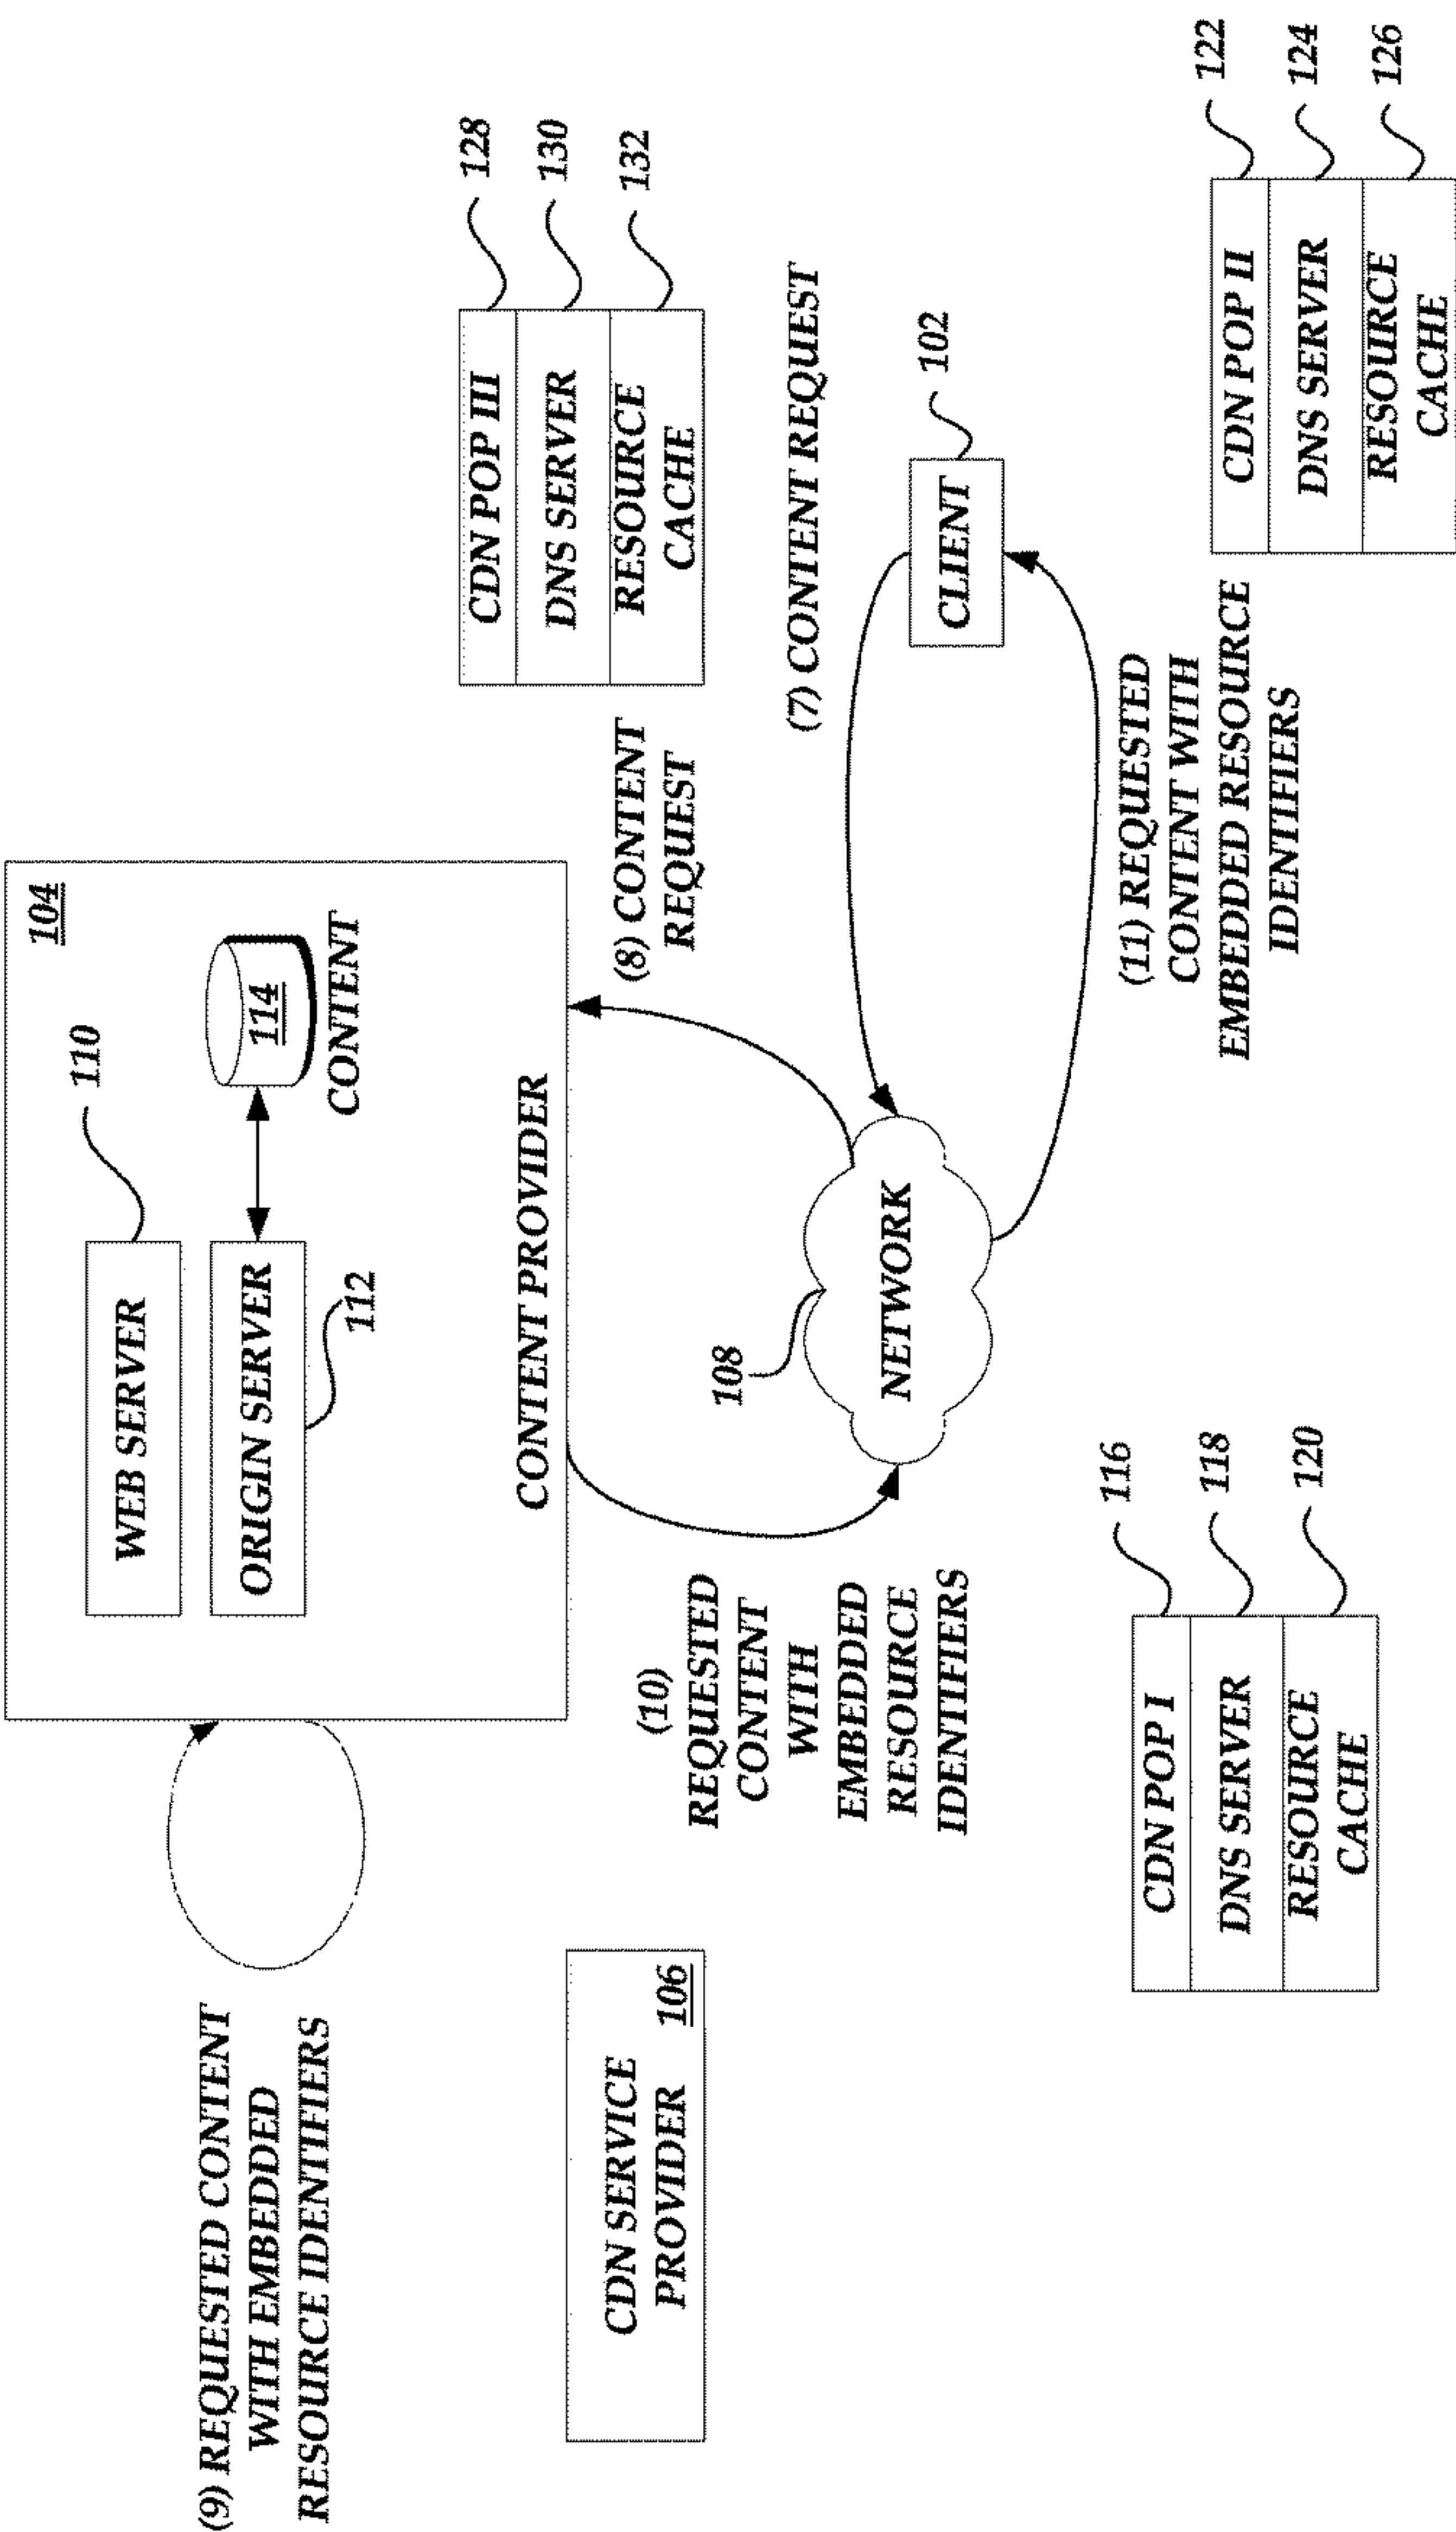 (9) REQUESTED CONTENT
WITH EMBEDDED
RESOURCE IDENTIFIERS
104
WEB SERVER
110
ORIGIN SERVER
112
114
CONTENT
CONTENT PROVIDER
CDN SERVICE
PROVIDER
106
(10)
REQUESTED
CONTENT
WITH
EMBEDDED
RESOURCE
IDENTIFIERS
(8) CONTENT
REQUEST
CDN POP III
128
DNS SERVER
130
RESOURCE
CACHE
132
108
NETWORK
(7) CONTENT REQUEST
CLIENT
102
CDN POP I
116
DNS SERVER
118
RESOURCE
CACHE
120
(11) REQUESTED
CONTENT WITH
EMBEDDED RESOURCE
IDENTIFIERS
CDN POP II
122
DNS SERVER
124
RESOURCE
CACHE
126